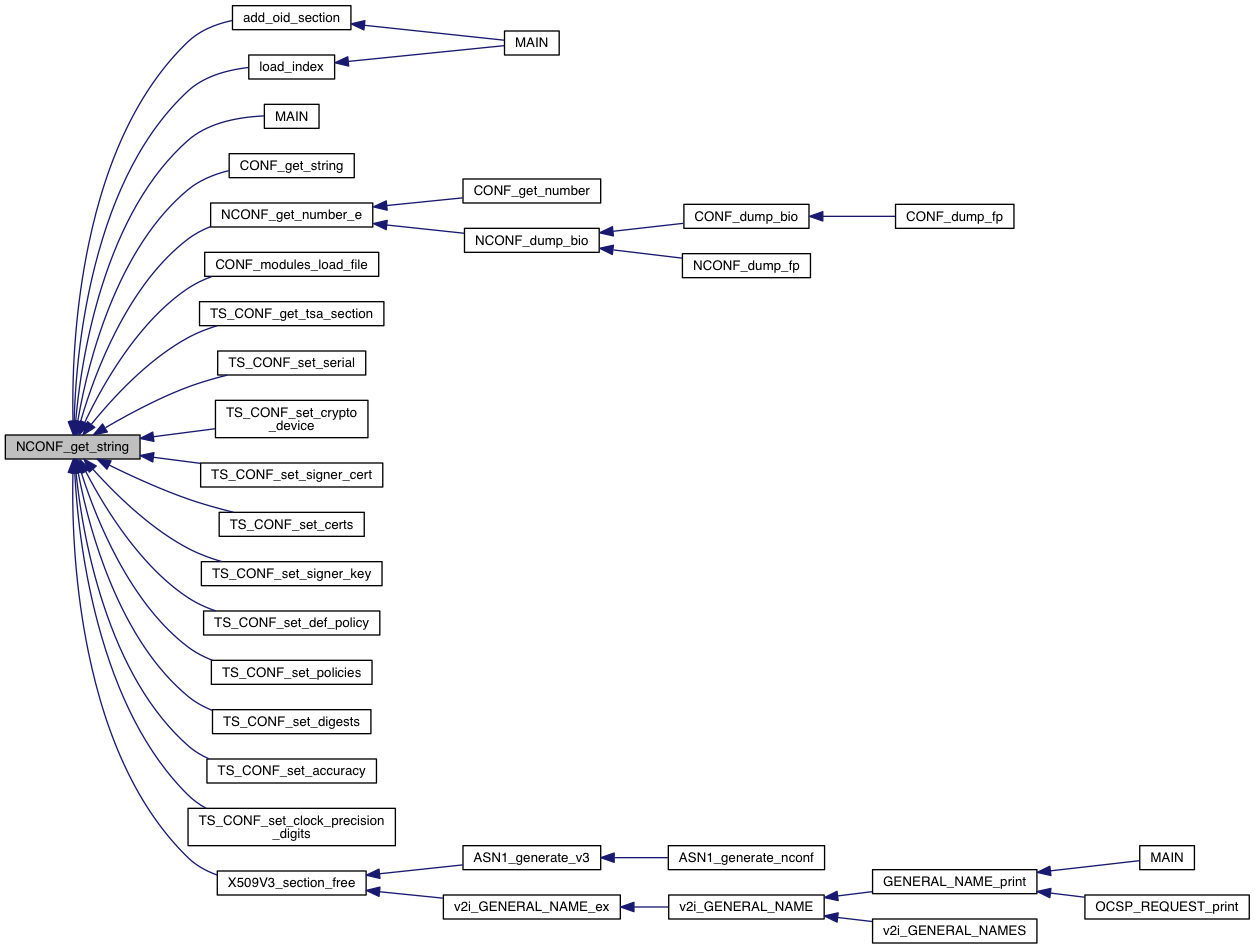 add_oid_section
MAIN
load_index
MAIN
CONF_get_string
CONF_get_number
NCONF_get_number_e
CONF_dump_bio
CONF_dump_fp
NCONF_dump_bio
NCONF_dump_fp
CONF_modules_load_file
TS_CONF_get_tsa_section
TS_CONF_set_serial
TS_CONF_set_crypto
_device
NCONF_get_string
TS_CONF_set_signer_cert
TS_CONF_set_certs
TS_CONF_set_signer_key
TS_CONF_set_def_policy
TS_CONF_set_policies
TS_CONF_set_digests
TS_CONF_set_accuracy
TS_CONF_set_clock_precision
_digits
ASN1_generate_v3
ASN1_generate_nconf
MAIN
X509V3_section_free
GENERAL_NAME_print
v2i_GENERAL_NAME_ex
v2i_GENERAL_NAME
OCSP_REQUEST_print
v2i_GENERAL_NAMES